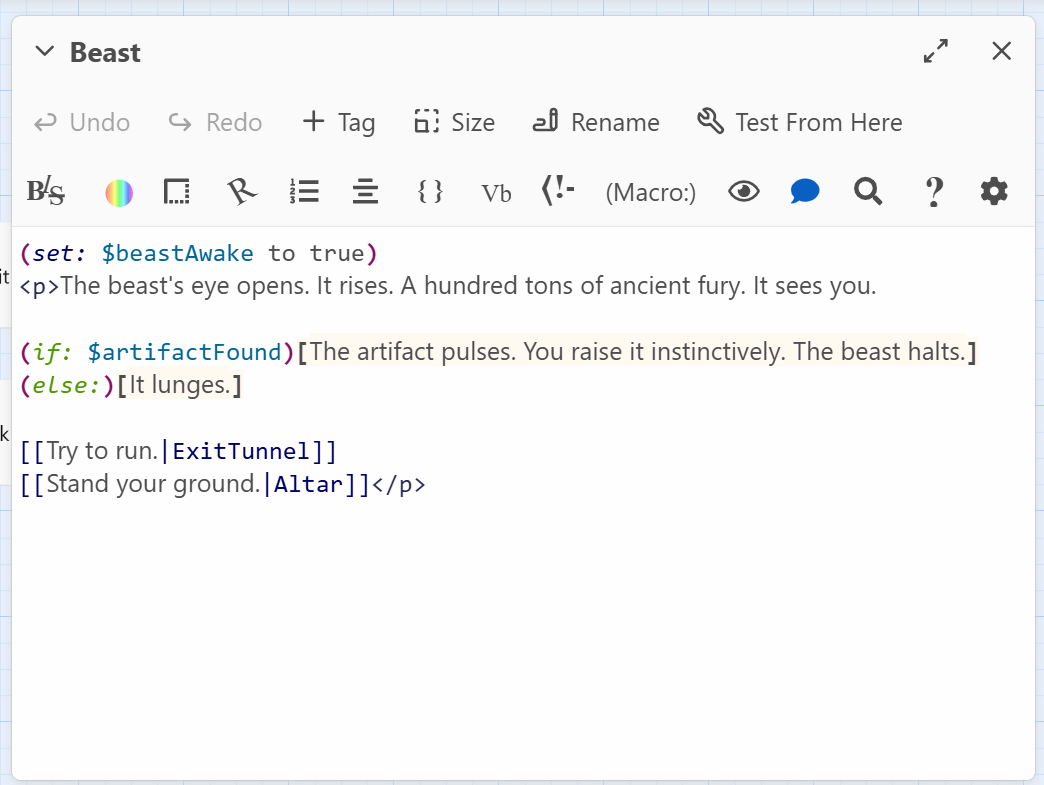 Beast
Undo Redo + Tag Size Rename Test From Here
BIS Vb (Macro:) ?
(set: $beastAwake to true)
<p>The beast's eye opens. It rises. A hundred tons of ancient fury. It sees you.
(if: $artifactFound)[The artifact pulses. You raise it instinctively. The beast halts.]
(else:)[It lunges.]
[[Try to run.|ExitTunnel]]
[[Stand your ground.|Altar]]</p>
it
k